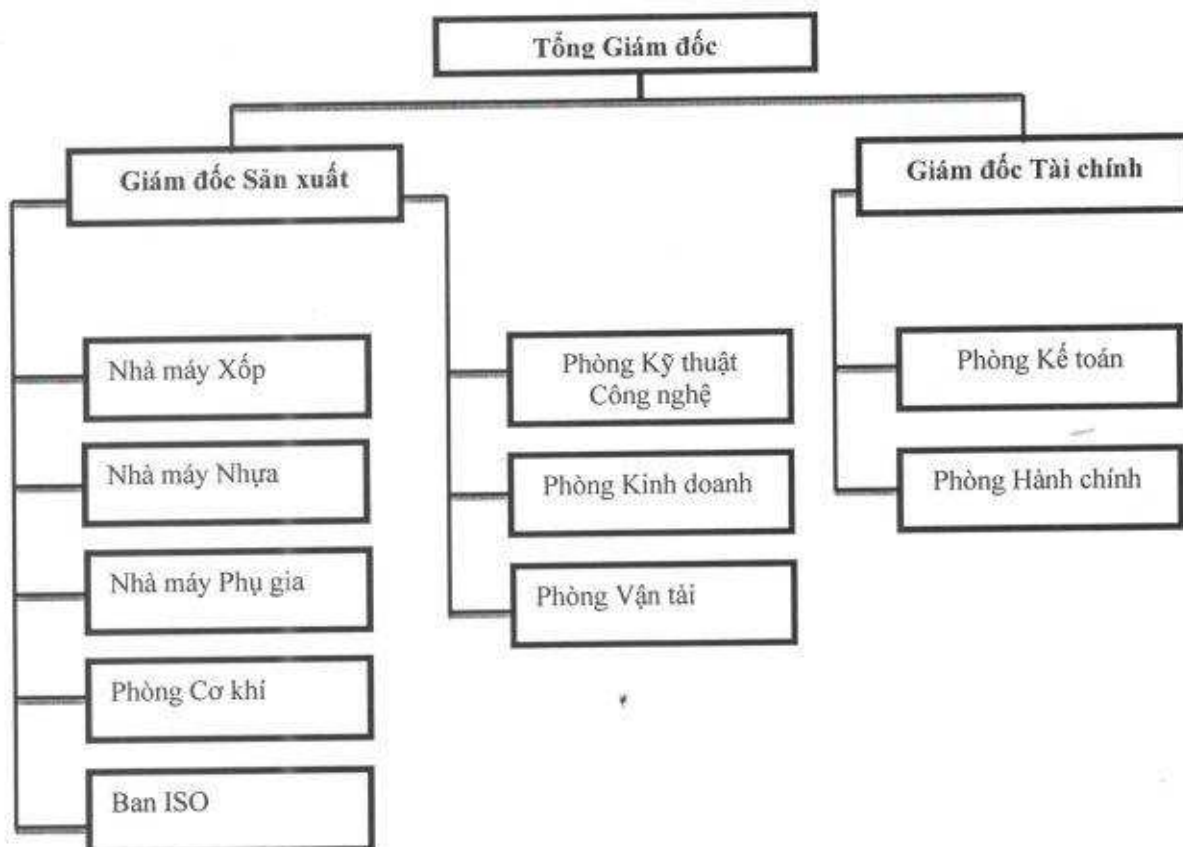 Tổng Giám đốc
Giám đốc Sản xuất
Giám đốc Tài chính
Nhà máy Xốp
Nhà máy Nhựa
Nhà máy Phụ gia
Phòng Cơ khí
Ban ISO
Phòng Kỹ thuật
Công nghệ
Phòng Kinh doanh
Phòng Vận tải
Phòng Kế toán
Phòng Hành chính